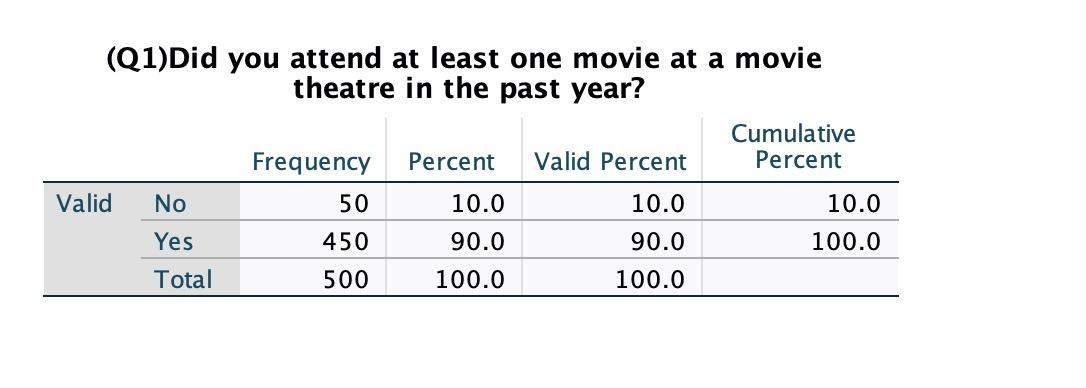 (Q1)Did you attend at least one movie at a movie
theatre in the past year?
Cumulative
Frequency Percent Valid Percent Percent
Valid No 50 10.0 10.0 10.0
Yes 450 90.0 90.0 100.0
Total 500 100.0 100.0